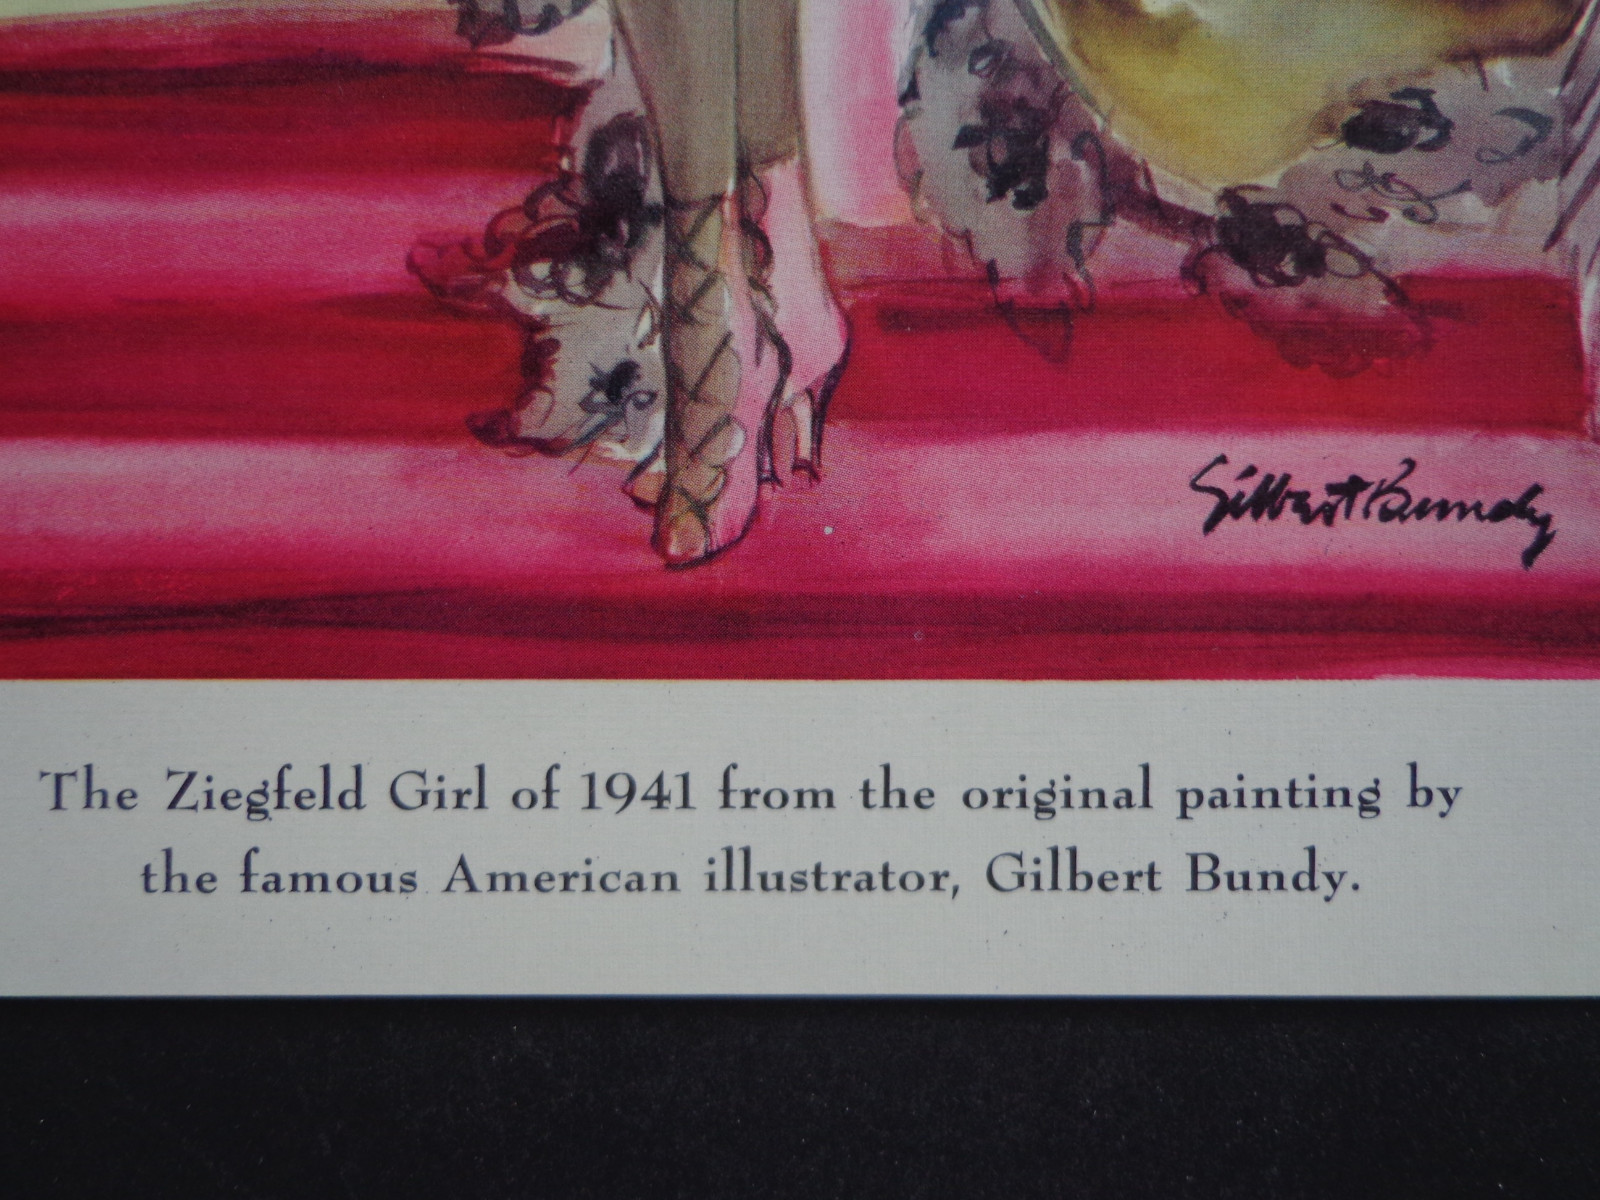 Gilbert Bundy
The Ziegfeld Girl of 1941 from the original painting by
the famous American illustrator, Gilbert Bundy.